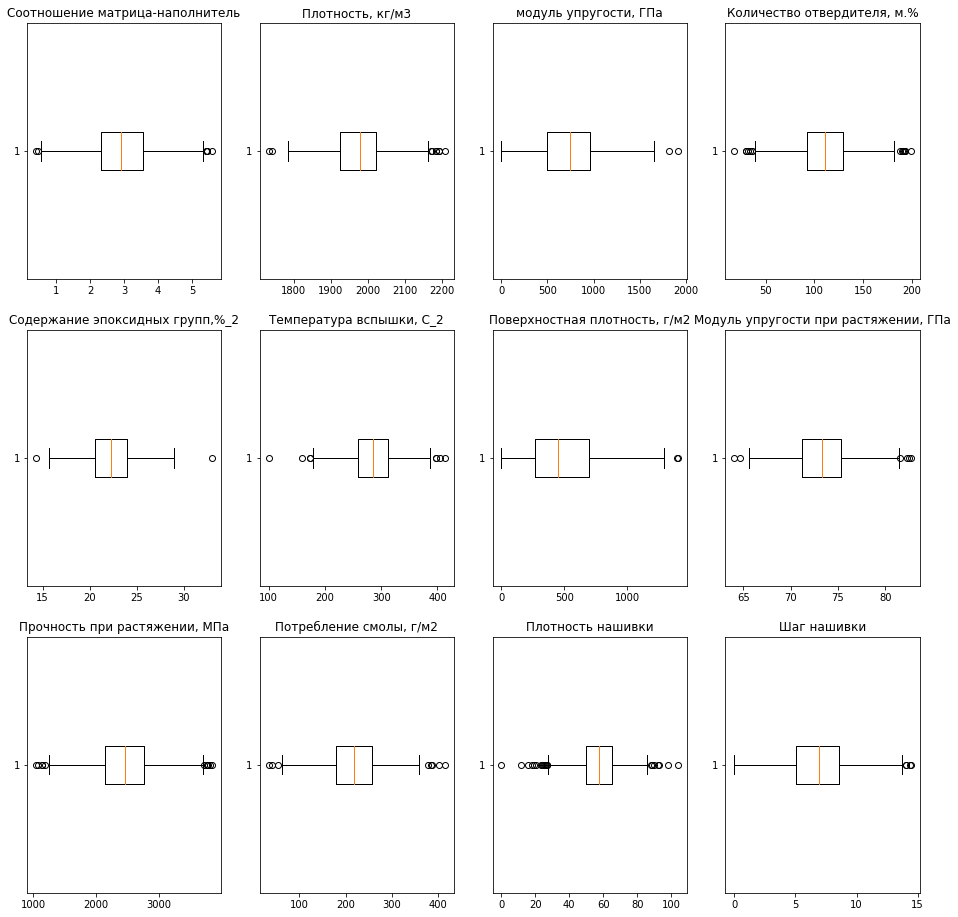 Соотношение матрица-наполнитель
1
1 2 3 4 5
Плотность, кг/м3
1
1800 1900 2000 2100 2200
модуль упругости, ГПа
1
0 500 1000 1500 2000
Количество отвердителя, м.%
1
50 100 150 200
Содержание эпоксидных групп,%_2
1
15 20 25 30
Температура вспышки, С_2
1
100 200 300 400
Поверхностная плотность, г/м2
1
0 500 1000
Модуль упругости при растяжении, ГПа
1
65 70 75 80
Прочность при растяжении, МПа
1
1000 2000 3000
Потребление смолы, г/м2
1
100 200 300 400
Плотность нашивки
1
0 20 40 60 80 100
Шаг нашивки
1
0 5 10 15